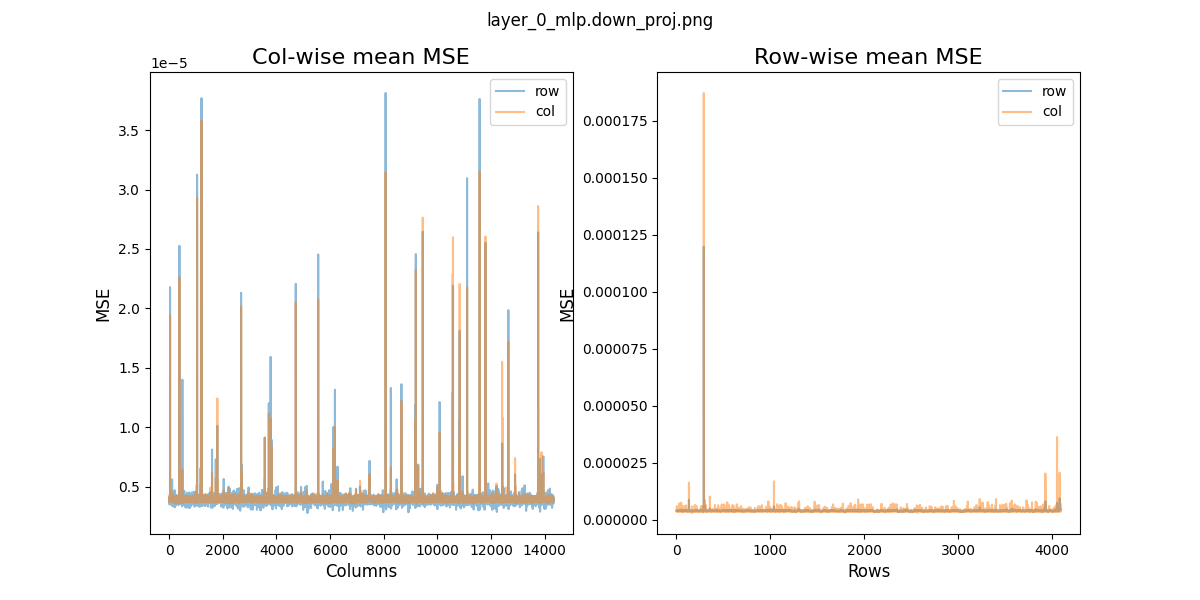 layer_0_mlp.down_proj.png
Col-wise mean MSE
1e−5
row
col
MSE
3.5
3.0
2.5
2.0
1.5
1.0
0.5
0 2000 4000 6000 8000 10000 12000 14000
Columns
Row-wise mean MSE
row
col
MSE
0.000175
0.000150
0.000125
0.000100
0.000075
0.000050
0.000025
0.000000
0 1000 2000 3000 4000
Rows